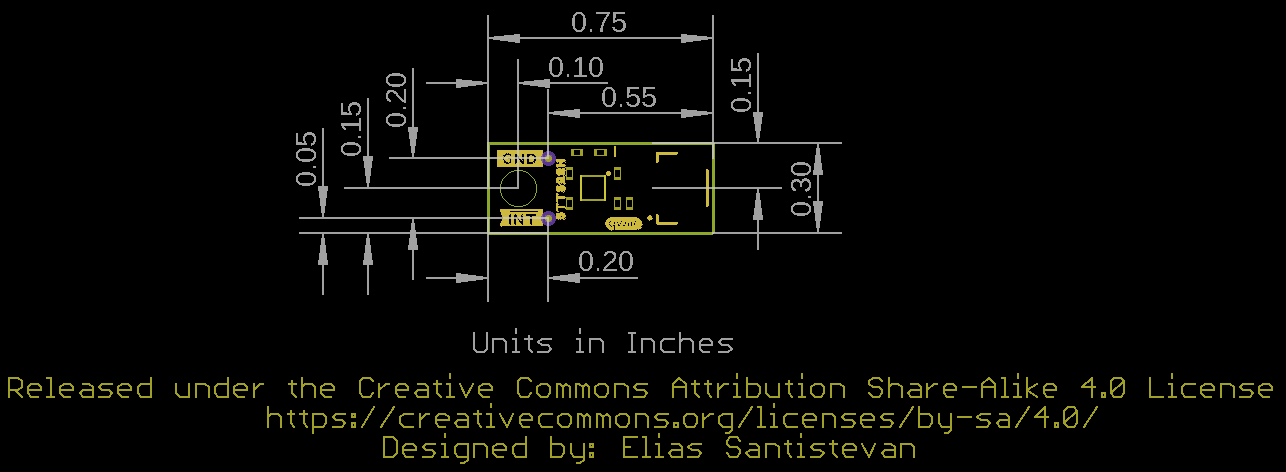 0.75
0.10
0.20
0.55
0.15
0.15
0.05
0.30
GND
INT
0.20
Units in Inches
Released under the Creative Commons Attribution Share-Alike 4.0 License
https://creativecommons.org/licenses/by-sa/4.0/
Designed by: Elias Santistevan